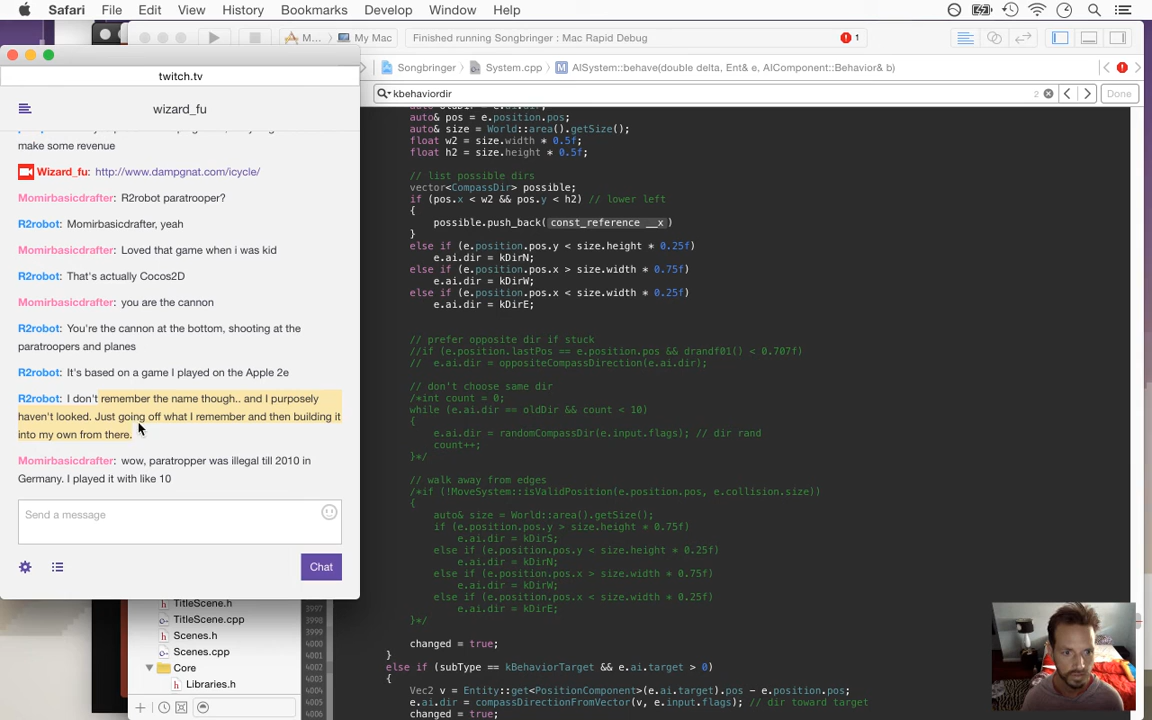 Safari File Edit View History Bookmarks Develop Window Help
M... My Mac Finished running Songbringer : Mac Rapid Debug 1
twitch.tv
wizard_fu
make some revenue
Wizard_fu: http://www.dampgnat.com/icycle/
Momirbasicdrafter: R2robot paratrooper?
R2robot: Momirbasicdrafter, yeah
Momirbasicdrafter: Loved that game when i was kid
R2robot: That's actually Cocos2D
Momirbasicdrafter: you are the cannon
R2robot: You're the cannon at the bottom, shooting at the
paratroopers and planes
R2robot: It's based on a game I played on the Apple 2e
R2robot: I don't remember the name though.. and I purposely
haven't looked. Just going off what I remember and then building it
into my own from there.
Momirbasicdrafter: wow, paratropper was illegal till 2010 in
Germany. I played it with like 10
Send a message
Chat
Songbringer System.cpp M AISystem::behave(double delta, Ent& e, AIComponent::Behavior& b)
kbehaviordir 2 Done
auto& pos = e.position.pos;
auto& size = World::area().getSize();
float w2 = size.width * 0.5f;
float h2 = size.height * 0.5f;
// list possible dirs
vector<CompassDir> possible;
if (pos.x < w2 && pos.y < h2) // lower left
{
possible.push_back(const_reference __x)
}
else if (e.position.pos.y < size.height * 0.25f)
e.ai.dir = kDirN;
else if (e.position.pos.x > size.width * 0.75f)
e.ai.dir = kDirW;
else if (e.position.pos.x < size.width * 0.25f)
e.ai.dir = kDirE;
// prefer opposite dir if stuck
//if (e.position.lastPos == e.position.pos && drandf01() < 0.707f)
// e.ai.dir = oppositeCompassDirection(e.ai.dir);
// don't choose same dir
/*int count = 0;
while (e.ai.dir == oldDir && count < 10)
{
e.ai.dir = randomCompassDir(e.input.flags); // dir rand
count++;
}*/
// walk away from edges
/*if (!MoveSystem::isValidPosition(e.position.pos, e.collision.size))
{
auto& size = World::area().getSize();
if (e.position.pos.y > size.height * 0.75f)
e.ai.dir = kDirS;
else if (e.position.pos.y < size.height * 0.25f)
e.ai.dir = kDirN;
else if (e.position.pos.x > size.width * 0.75f)
e.ai.dir = kDirW;
else if (e.position.pos.x < size.width * 0.25f)
e.ai.dir = kDirE;
}*/
changed = true;
}
else if (subType == kBehaviorTarget && e.ai.target > 0)
{
Vec2 v = Entity::get<PositionComponent>(e.ai.target).pos - e.position.pos;
e.ai.dir = compassDirectionFromVector(v, e.input.flags); // dir toward target
changed = true;
TitleScene.h
TitleScene.cpp
Scenes.h
Scenes.cpp
Core
Libraries.h
3997
3998
3999
4000
4001
4002
4003
4004
4005
4006